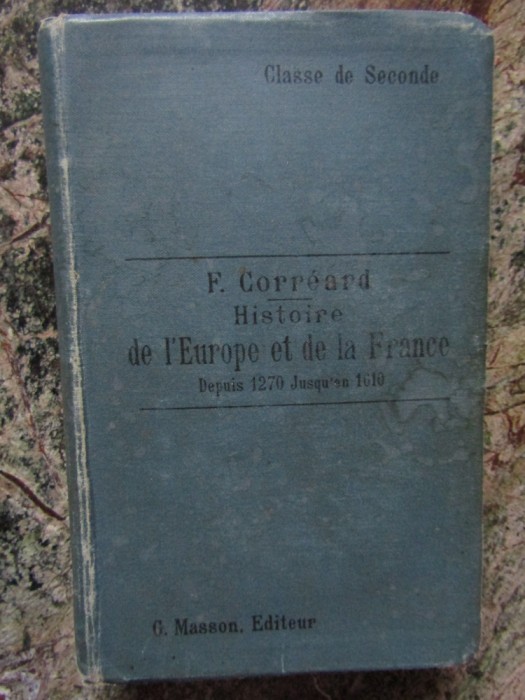 Classe de Seconde
F. Corréard
Histoire
de l'Europe et de la France
Depuis 1270 Jusqu'en 1610
G. Masson, Editeur